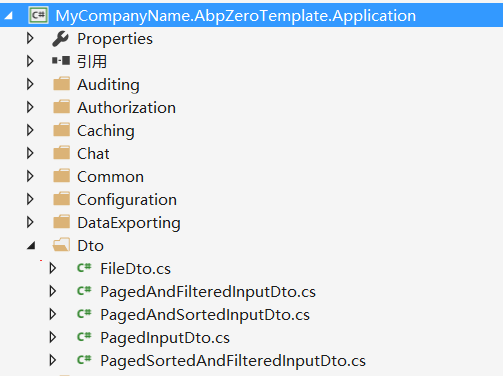 C# MyCompanyName.AbpZeroTemplate.Application
Properties
引用
Auditing
Authorization
Caching
Chat
Common
Configuration
DataExporting
Dto
C# FileDto.cs
C# PagedAndFilteredInputDto.cs
C# PagedAndSortedInputDto.cs
C# PagedInputDto.cs
C# PagedSortedAndFilteredInputDto.cs